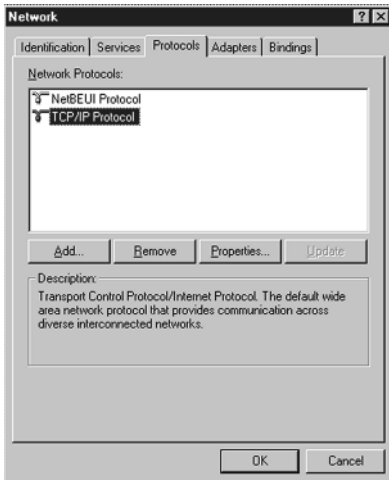 Network
Identification Services Protocols Adapters Bindings
Network Protocols:
NetBEUI Protocol
TCP/IP Protocol
Add... Remove Properties... Update
Description:
Transport Control Protocol/Internet Protocol. The default wide
area network protocol that provides communication across
diverse interconnected networks.
OK Cancel